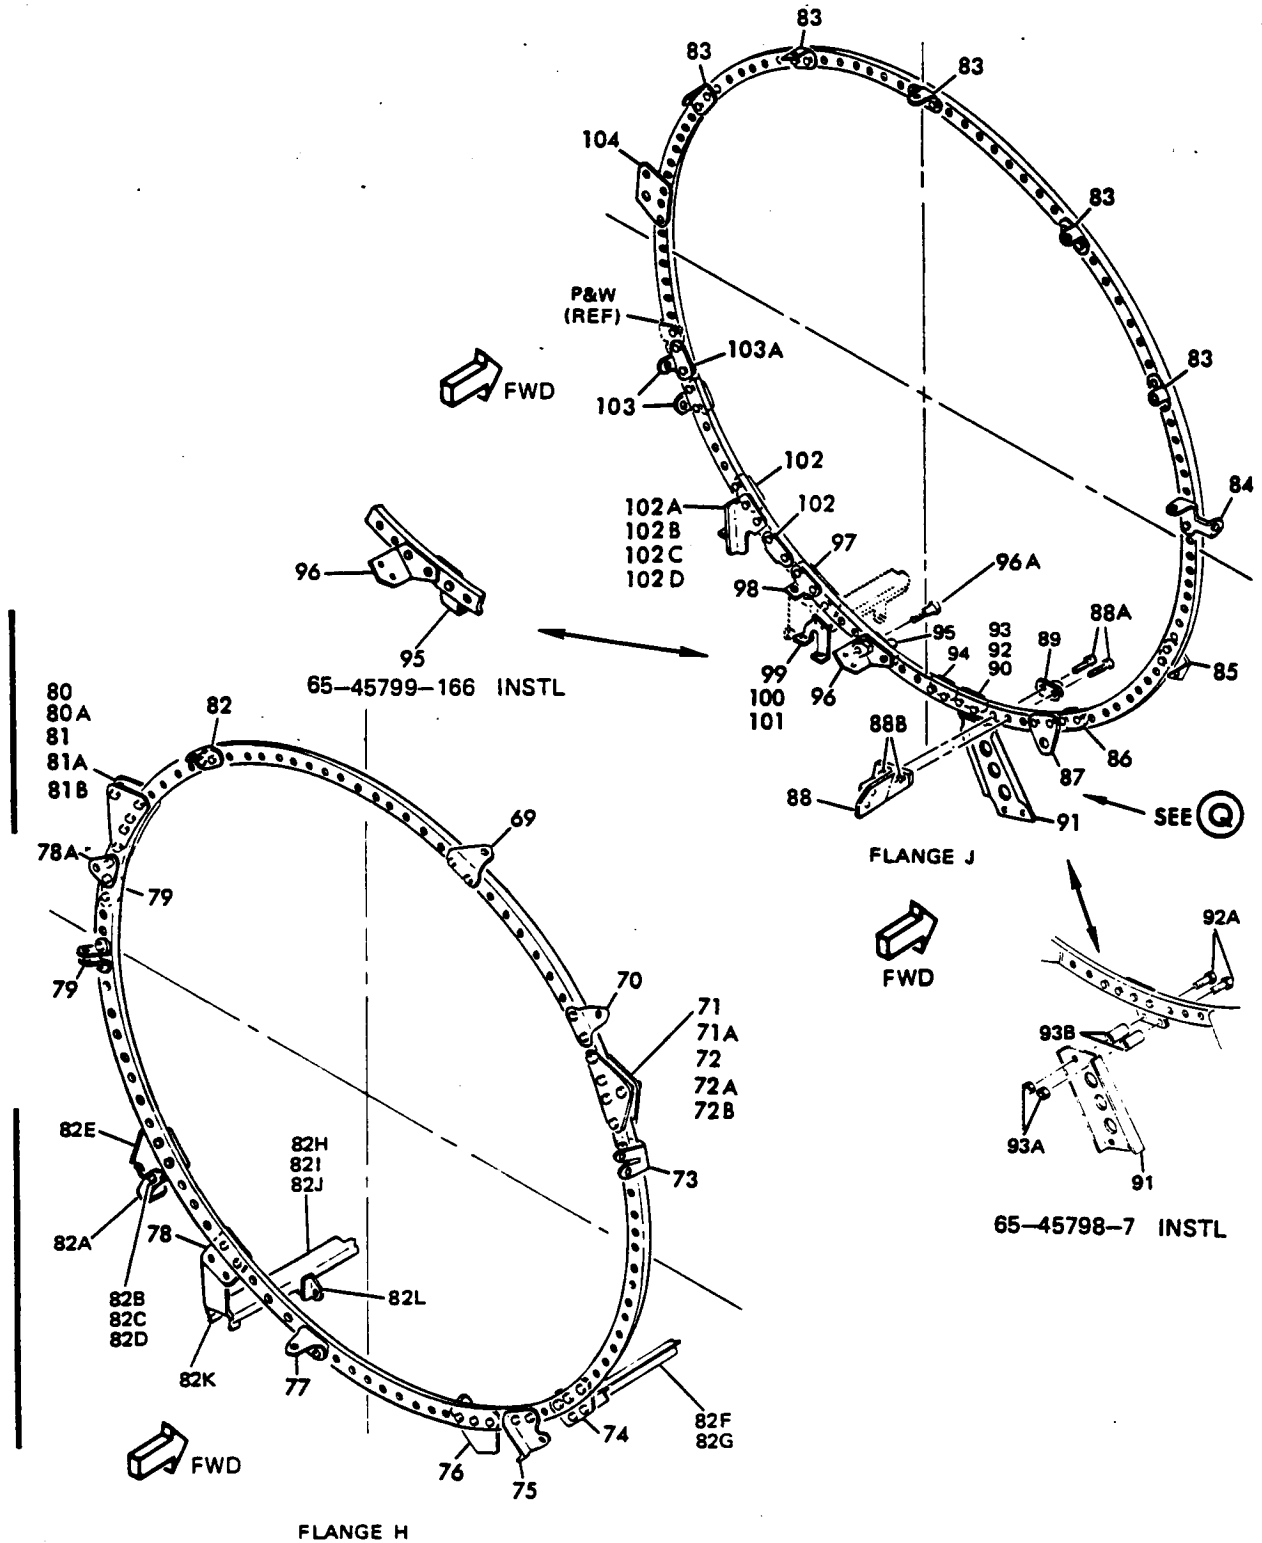 83
83
83
104
83
P&W
(REF)
103A
83
FWD
103
102
84
102A
102
102B
97
102C
96A
96
102D
98
95
93
88A
94
92
89
95
90
85
99
96
65-45799-166 INSTL
100
101
80
80A
82
88B
86
81
87
81A
88
81B
SEE Q
69
91
78A
FLANGE J
79
92A
FWD
79
70
71
93B
71A
72
72A
72B
82E
82H
93A
82I
73
91
82J
82A
78
65-45798-7 INSTL
82B
82L
82C
82D
82K
77
82F
74
82G
FWD
76
75
FLANGE H